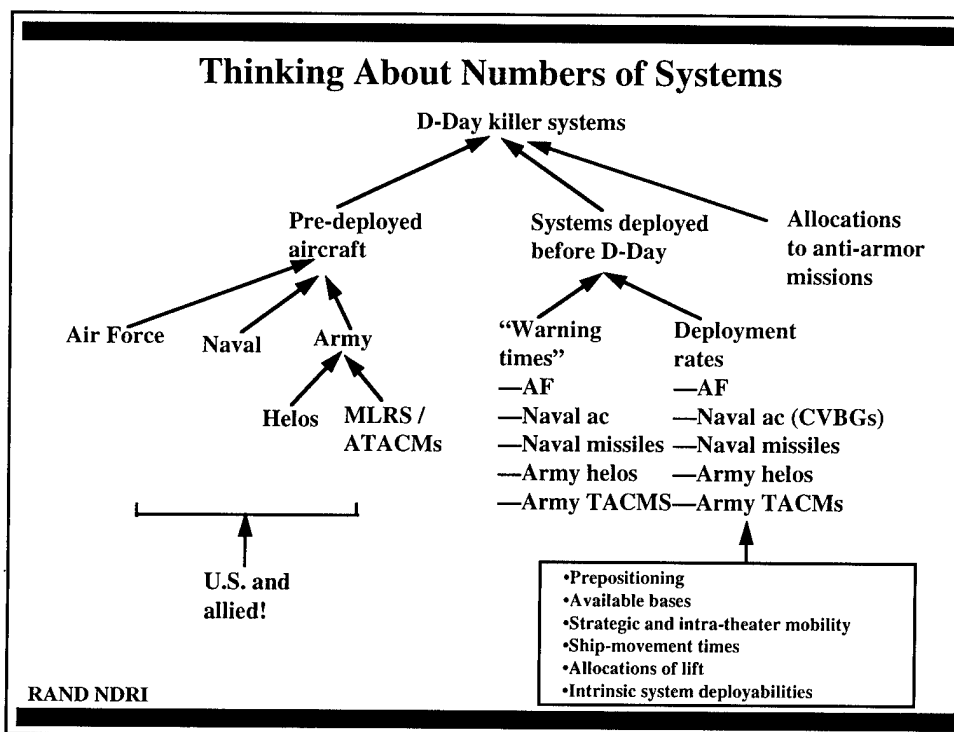 Thinking About Numbers of Systems
D-Day killer systems
Pre-deployed
aircraft
Systems deployed
before D-Day
Allocations
to anti-armor
missions
Air Force
Naval
Army
Helos
MLRS /
ATACMs
“Warning
times”
—AF
—Naval ac
—Naval missiles
—Army helos
—Army TACMS
Deployment
rates
—AF
—Naval ac (CVBGs)
—Naval missiles
—Army helos
—Army TACMs
U.S. and
allied!
•Prepositioning
•Available bases
•Strategic and intra-theater mobility
•Ship-movement times
•Allocations of lift
•Intrinsic system deployabilities
RAND NDRI